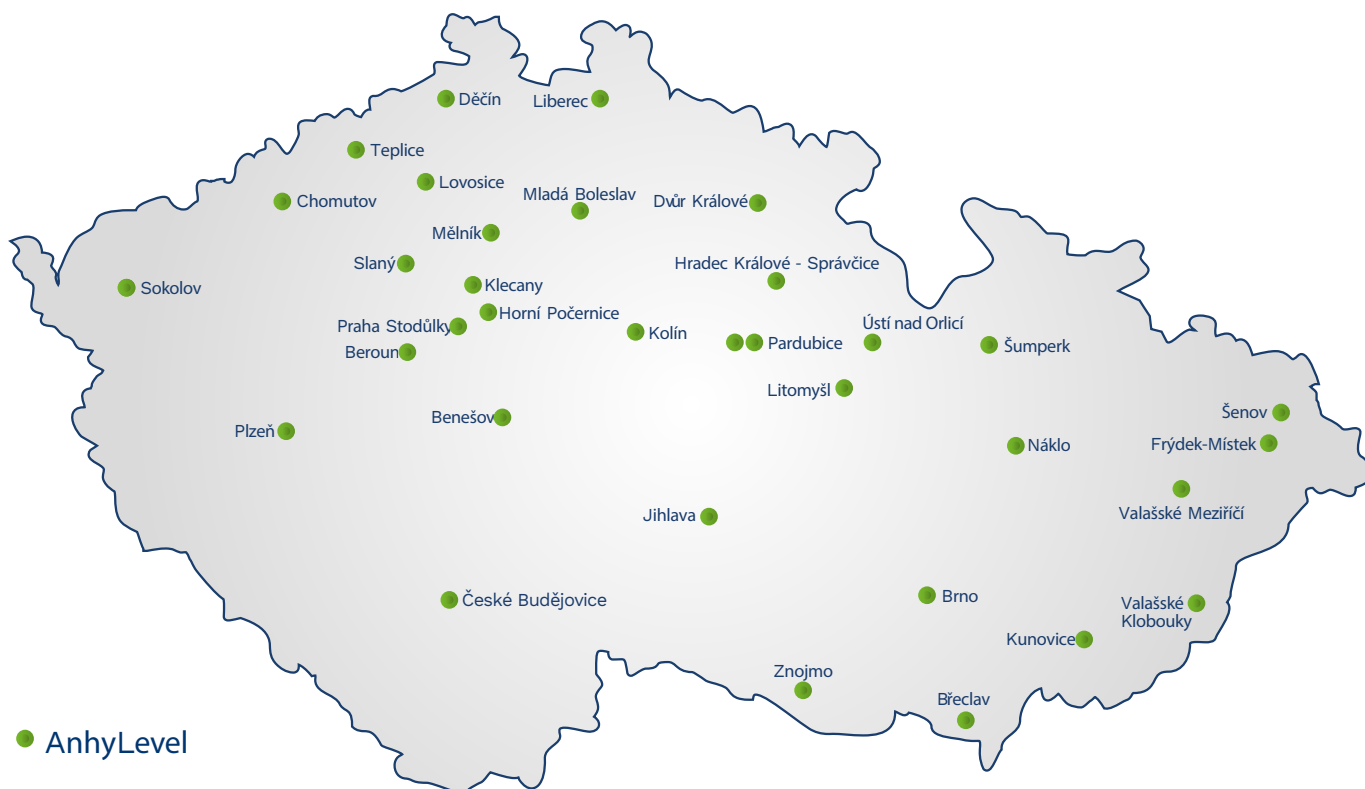 Děčín
Liberec
Teplice
Lovosice
Mladá Boleslav
Chomutov
Dvůr Králové
Mělník
Slaný
Hradec Králové - Správčice
Sokolov
Klecany
Horní Počernice
Praha Stodůlky
Kolín
Ústí nad Orlicí
Beroun
Pardubice
Šumperk
Litomyšl
Benešov
Šenov
Plzeň
Náklo
Frýdek-Místek
Jihlava
Valašské Meziříčí
České Budějovice
Brno
Valašské
Klobouky
Kunovice
Znojmo
Břeclav
AnhyLevel